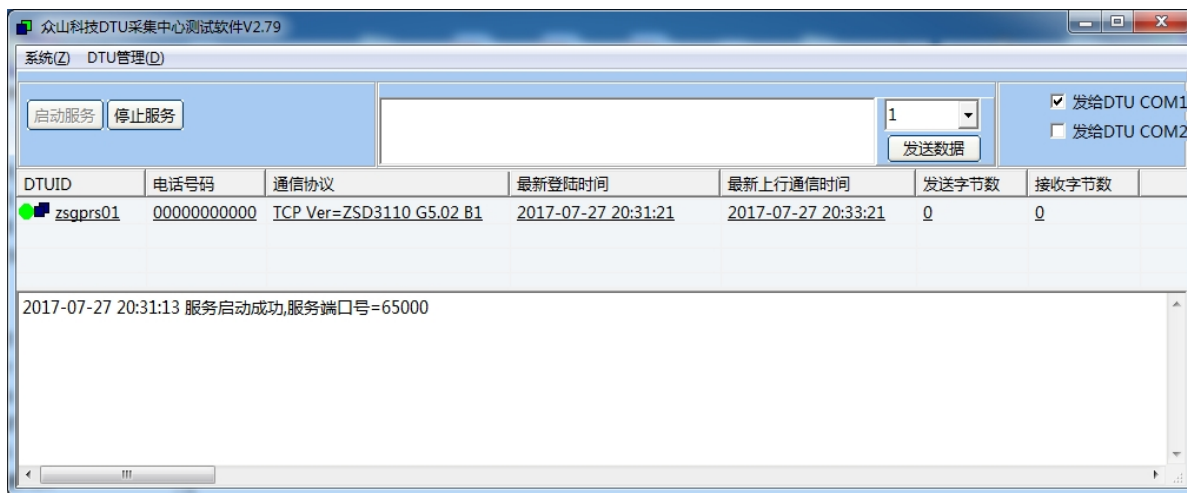 众山科技DTU采集中心测试软件V2.79
系统(Z) DTU管理(D)
启动服务 停止服务
1
发送数据
发给DTU COM1
发给DTU COM2
DTUID 电话号码 通信协议 最新登陆时间 最新上行通信时间 发送字节数 接收字节数
zsgprs01 00000000000 TCP Ver=ZSD3110 G5.02 B1 2017-07-27 20:31:21 2017-07-27 20:33:21 0 0
2017-07-27 20:31:13 服务启动成功,服务端口号=65000